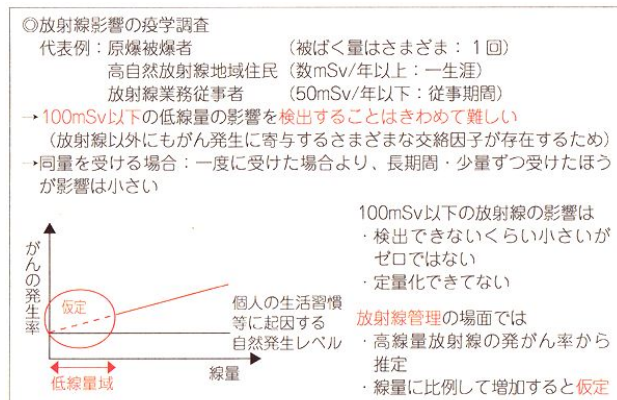 ◎放射線影響の疫学調査
代表例：原爆被爆者　　　　　（被ばく量はさまざま：1回）
高自然放射線地域住民（数mSv/年以上：一生涯）
放射線業務従事者　　（50mSv/年以下：従事期間）
→100mSv以下の低線量の影響を検出することはきわめて難しい
（放射線以外にもがん発生に寄与するさまざまな交絡因子が存在するため）
→同量を受ける場合：一度に受けた場合より、長期間・少量ずつ受けたほう
が影響は小さい
がんの発生率
仮定
個人の生活習慣
等に起因する
自然発生レベル
線量
低線量域
100mSv以下の放射線の影響は
・検出できないくらい小さいが
ゼロではない
・定量化できてない
放射線管理の場面では
・高線量放射線の発がん率から
推定
・線量に比例して増加すると仮定